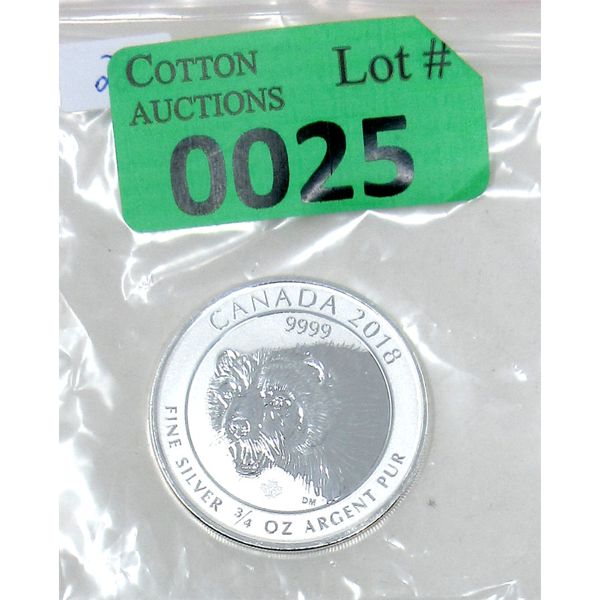 COTTON
AUCTIONS
Lot #
0025
CANADA 2018
9999
DM
FINE SILVER 3/4 OZ ARGENT PUR